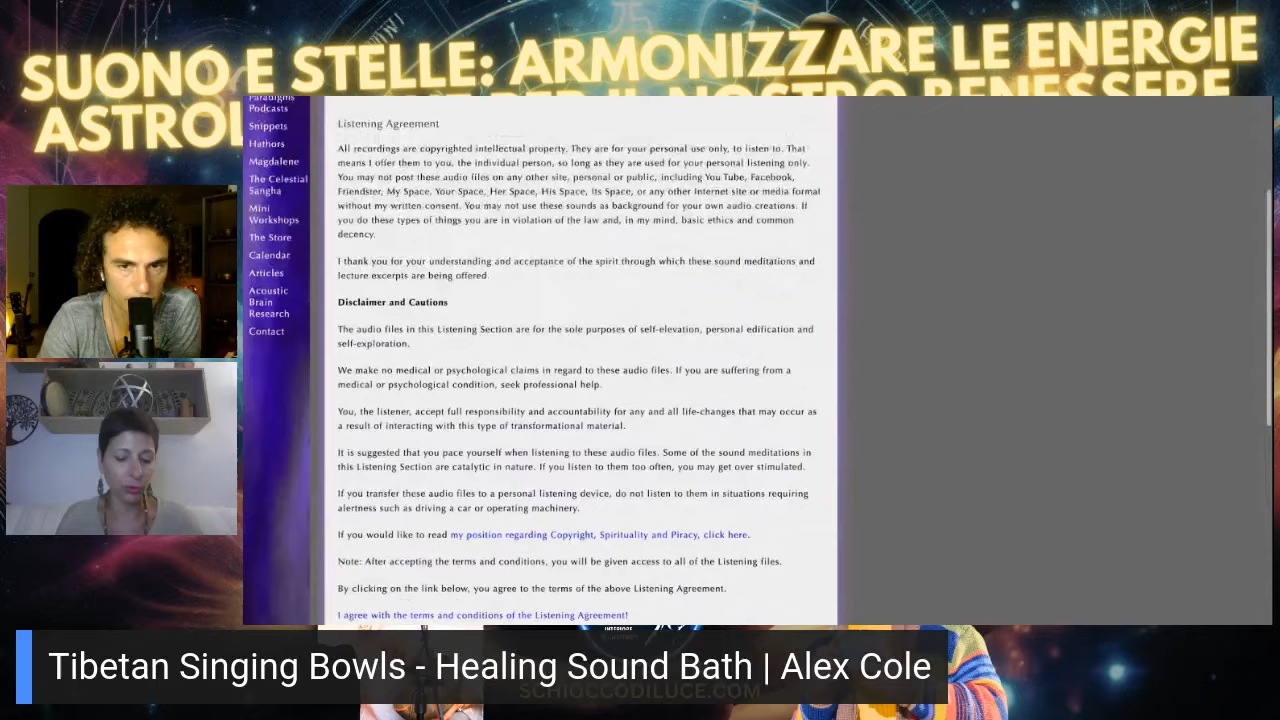 SUONO E STELLE: ARMONIZZARE LE ENERGIE
ASTROL
PER IL NOSTRO BENESSERE
Paradigms
Podcasts
Snippets
Hathors
Magdalene
The Celestial
Sangha
Mini
Workshops
The Store
Calendar
Articles
Acoustic
Brain
Research
Contact
Listening Agreement
All recordings are copyrighted intellectual property. They are for your personal use only, to listen to. That
means I offer them to you, the individual person, so long as they are used for your personal listening only.
You may not post these audio files on any other site, personal or public, including You Tube, Facebook,
Friendster, My Space, Your Space, Her Space, His Space, Its Space, or any other Internet site or media formal
without my written consent. You may not use these sounds as background for your own audio creations. If
you do these types of things you are in violation of the law and, in my mind, basic ethics and common
decency.
I thank you for your understanding and acceptance of the spirit through which these sound meditations and
lecture excerpts are being offered.
Disclaimer and Cautions
The audio files in this Listening Section are for the sole purposes of self-elevation, personal edification and
self-exploration.
We make no medical or psychological claims in regard to these audio files. If you are suffering from a
medical or psychological condition, seek professional help.
You, the listener, accept full responsibility and accountability for any and all life-changes that may occur as
a result of interacting with this type of transformational material.
It is suggested that you pace yourself when listening to these audio files. Some of the sound meditations in
this Listening Section are catalytic in nature. If you listen to them too often, you may get over stimulated.
If you transfer these audio files to a personal listening device, do not listen to them in situations requiring
alertness such as driving a car or operating machinery.
If you would like to read my position regarding Copyright, Spirituality and Piracy, click here.
Note: After accepting the terms and conditions, you will be given access to all of the Listening files.
By clicking on the link below, you agree to the terms of the above Listening Agreement.
I agree with the terms and conditions of the Listening Agreement!
INTERIORE
Tibetan Singing Bowls - Healing Sound Bath | Alex Cole
SCHIOCCODILUCE.COM